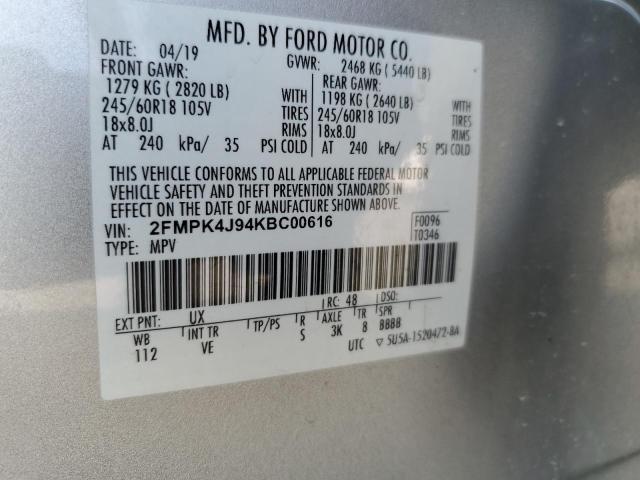 MFD. BY FORD MOTOR CO.
DATE: 04/19 GVWR: 2468 KG ( 5440 LB)
FRONT GAWR: REAR GAWR:
1279 KG ( 2820 LB) WITH 1198 KG ( 2640 LB) WITH
245/60R18 105V TIRES 245/60R18 105V TIRES
18x8.0J RIMS 18x8.0J RIMS
AT 240 kPa/ 35 PSI COLD AT 240 kPa/ 35 PSI COLD
THIS VEHICLE CONFORMS TO ALL APPLICABLE FEDERAL MOTOR
VEHICLE SAFETY AND THEFT PREVENTION STANDARDS IN
EFFECT ON THE DATE OF MANUFACTURE SHOWN ABOVE.
VIN: 2FMPK4J94KBC00616 F0096
TYPE: MPV T0346
EXT PNT: UX RC: 48 DSO:
WB INT TR TP/PS R AXLE TR SPR
112 VE S 3K 8 BBBB
UTC ▽ 5U5A-1520472-BA